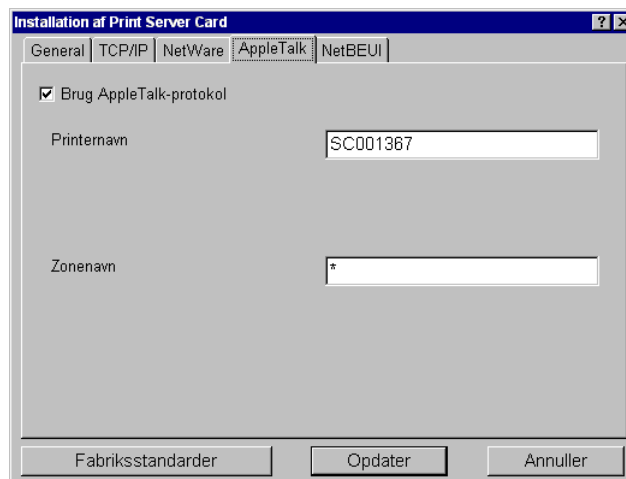 Installation af Print Server Card
General TCP/IP NetWare AppleTalk NetBEUI
Brug AppleTalk-protokol
Printernavn SC001367
Zonenavn *
Fabriksstandarder Opdater Annuller